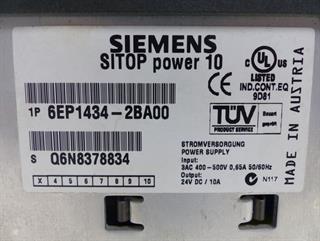 SIEMENS
SITOP power 10
1P 6EP1434-2BA00
S Q6N8378834
X 4 5 6 7 8 9 10
c UL US
LISTED
IND.CONT.EQ
9D81
TÜV
PRODUCT SERVICE
STROMVERSORGUNG
POWER SUPPLY
Input:
3AC 400-500V 0,65A 50/60Hz
Output:
24V DC / 10A
N117
MADE IN AUSTRIA